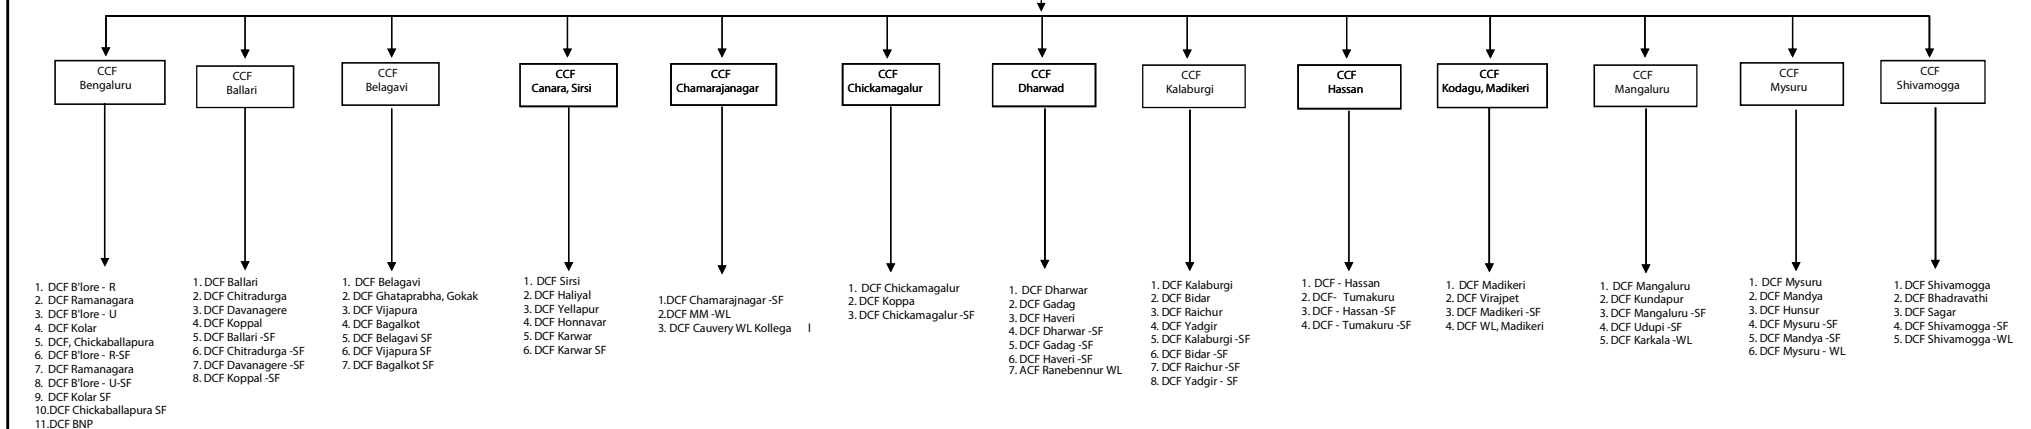 CCF
Bengaluru
CCF
Ballari
CCF
Belagavi
CCF
Canara, Sirsi
CCF
Chamarajanagar
CCF
Chickamagalur
CCF
Dharwad
CCF
Kalaburgi
CCF
Hassan
CCF
Kodagu, Madikeri
CCF
Mangaluru
CCF
Mysuru
CCF
Shivamogga
1. DCF B'lore - R
2. DCF Ramanagara
3. DCF B'lore - U
4. DCF Kolar
5. DCF, Chickaballapura
6. DCF B'lore - R-SF
7. DCF Ramanagara
8. DCF B'lore - U-SF
9. DCF Kolar SF
10.DCF Chickaballapura SF
11.DCF BNP
1. DCF Ballari
2. DCF Chitradurga
3. DCF Davanagere
4. DCF Koppal
5. DCF Ballari -SF
6. DCF Chitradurga -SF
7. DCF Davanagere -SF
8. DCF Koppal -SF
1. DCF Belagavi
2. DCF Ghataprabha, Gokak
3. DCF Vijapura
4. DCF Bagalkot
5. DCF Belagavi SF
6. DCF Vijapura SF
7. DCF Bagalkot SF
1. DCF Sirsi
2. DCF Haliyal
3. DCF Yellapur
4. DCF Honnavar
5. DCF Karwar
6. DCF Karwar SF
1.DCF Chamarajnagar -SF
2.DCF MM -WL
3. DCF Cauvery WL Kollega l
1. DCF Chickamagalur
2. DCF Koppa
3. DCF Chickamagalur-SF
1. DCF Dharwar
2. DCF Gadag
3. DCF Haveri
4. DCF Dharwar -SF
5. DCF Gadag -SF
6. DCF Haveri -SF
7. ACF Ranebennur WL
1. DCF Kalaburgi
2. DCF Bidar
3. DCF Raichur
4. DCF Yadgir
5. DCF Kalaburgi -SF
6. DCF Bidar -SF
7. DCF Raichur -SF
8. DCF Yadgir - SF
1. DCF - Hassan
2. DCF- Tumakuru
3. DCF - Hassan -SF
4. DCF - Tumakuru -SF
1. DCF Madikeri
2. DCF Virajpet
3. DCF Madikeri -SF
4. DCF WL, Madikeri
1. DCF Mangaluru
2. DCF Kundapur
3. DCF Mangaluru -SF
4. DCF Udupi -SF
5. DCF Karkala -WL
1. DCF Mysuru
2. DCF Mandya
3. DCF Hunsur
4. DCF Mysuru -SF
5. DCF Mandya -SF
6. DCF Mysuru - WL
1. DCF Shivamogga
2. DCF Bhadravathi
3. DCF Sagar
4. DCF Shivamogga -SF
5. DCF Shivamogga -WL